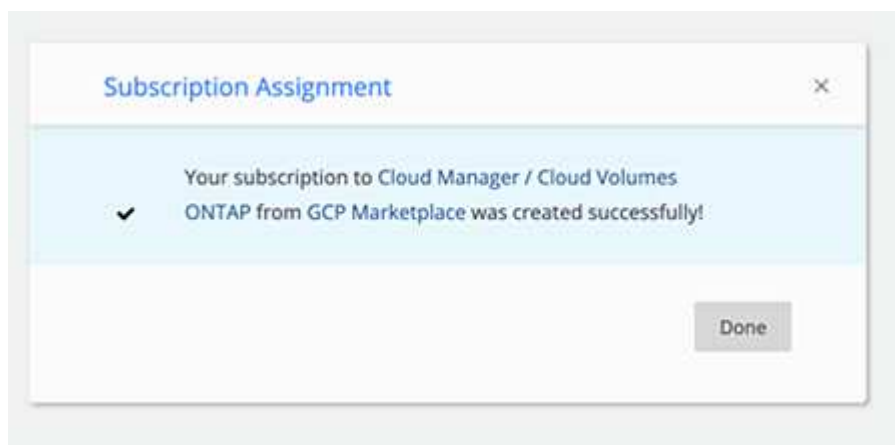 Subscription Assignment
Your subscription to Cloud Manager / Cloud Volumes
ONTAP from GCP Marketplace was created successfully!
Done